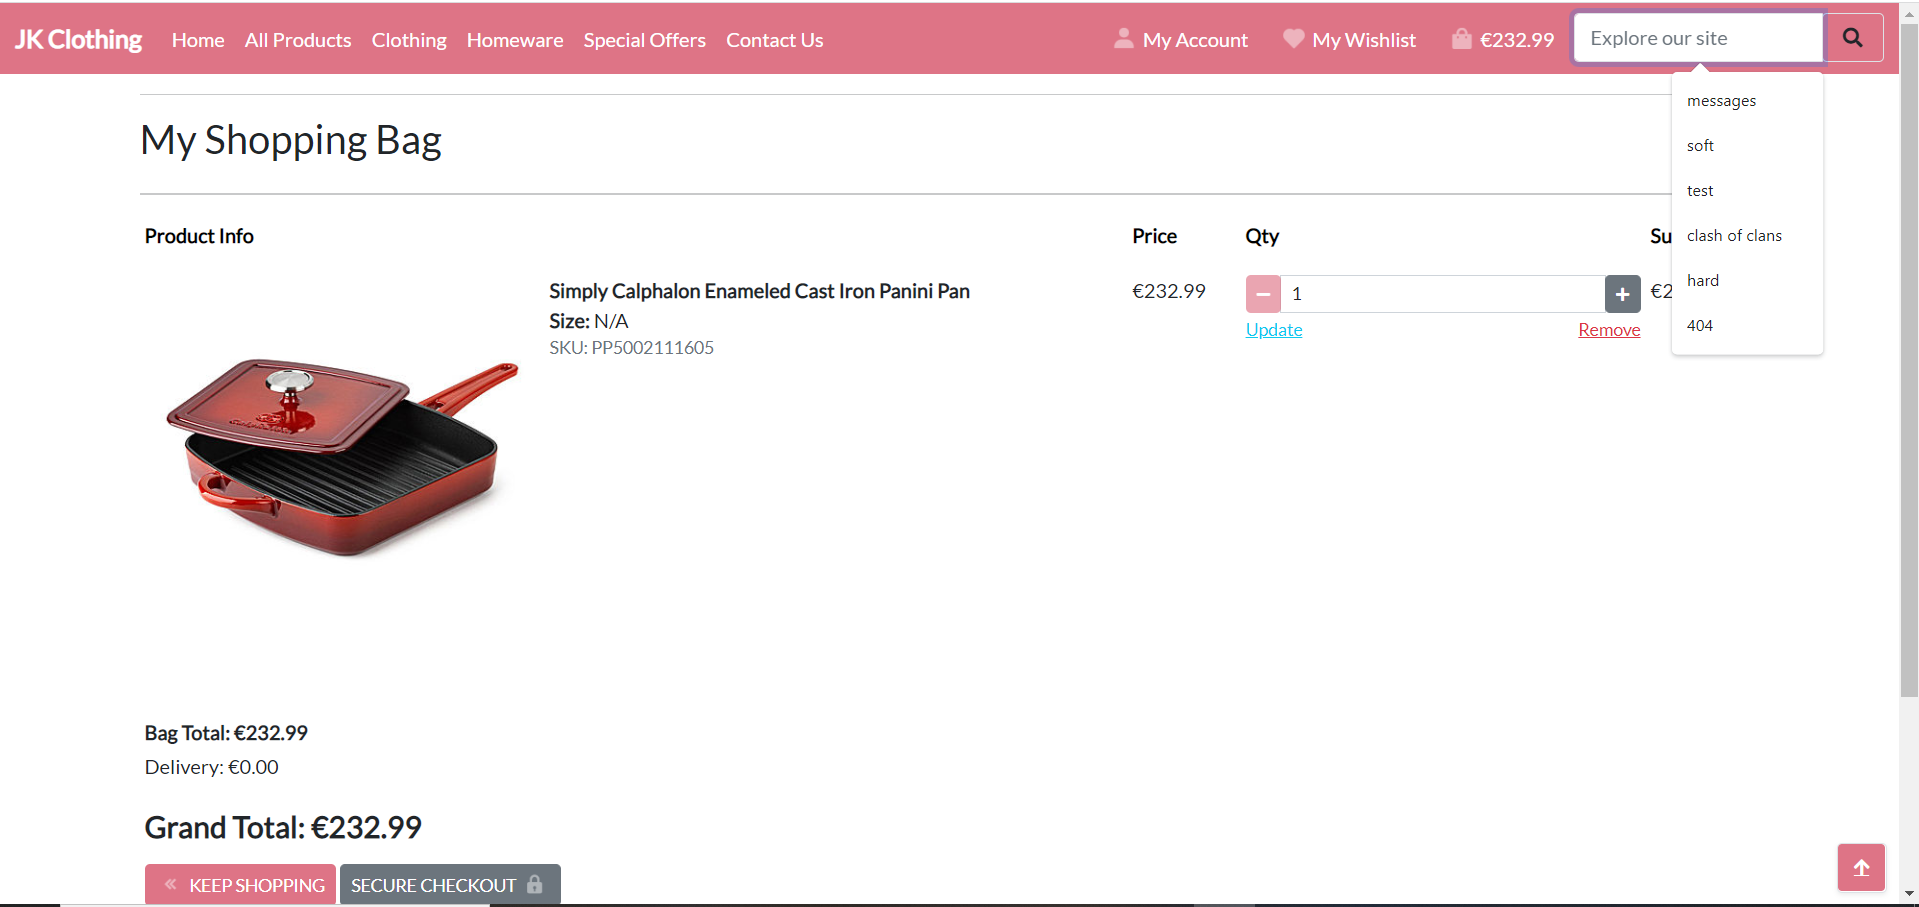 JK Clothing Home All Products Clothing Homeware Special Offers Contact Us My Account My Wishlist €232.99 Explore our site
messages
soft
test
clash of clans
hard
404
My Shopping Bag
Product Info Price Qty Su
Simply Calphalon Enameled Cast Iron Panini Pan €232.99 1 €2
Size: N/A
SKU: PP5002111605
Update Remove
Bag Total: €232.99
Delivery: €0.00
Grand Total: €232.99
KEEP SHOPPING SECURE CHECKOUT